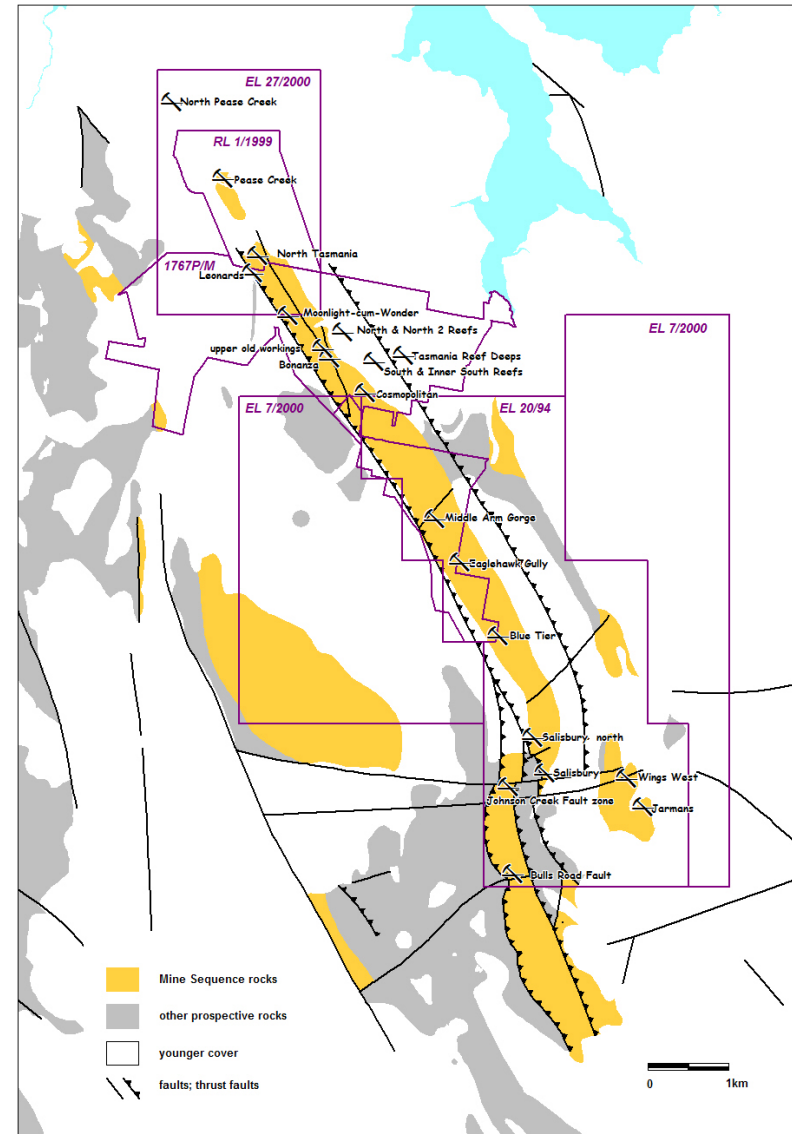 EL 27/2000
North Pease Creek
RL 1/1999
Pease Creek
North Tasmania
1767P/M
Leonards
Moonlight-cum-Wonder
North & North 2 Reefs
EL 7/2000
upper old workings
Tasmania Reef Deeps
Bonanza
South & Inner South Reefs
Cosmopolitan
EL 7/2000
EL 20/94
Middle Arm Gorge
Eaglehawk Gully
Blue Tier
Salisbury north
Salisbury
Wings West
Johnson Creek Fault zone
Jarmans
Bulls Road Fault
Mine Sequence rocks
other prospective rocks
younger cover
faults; thrust faults
0 1km